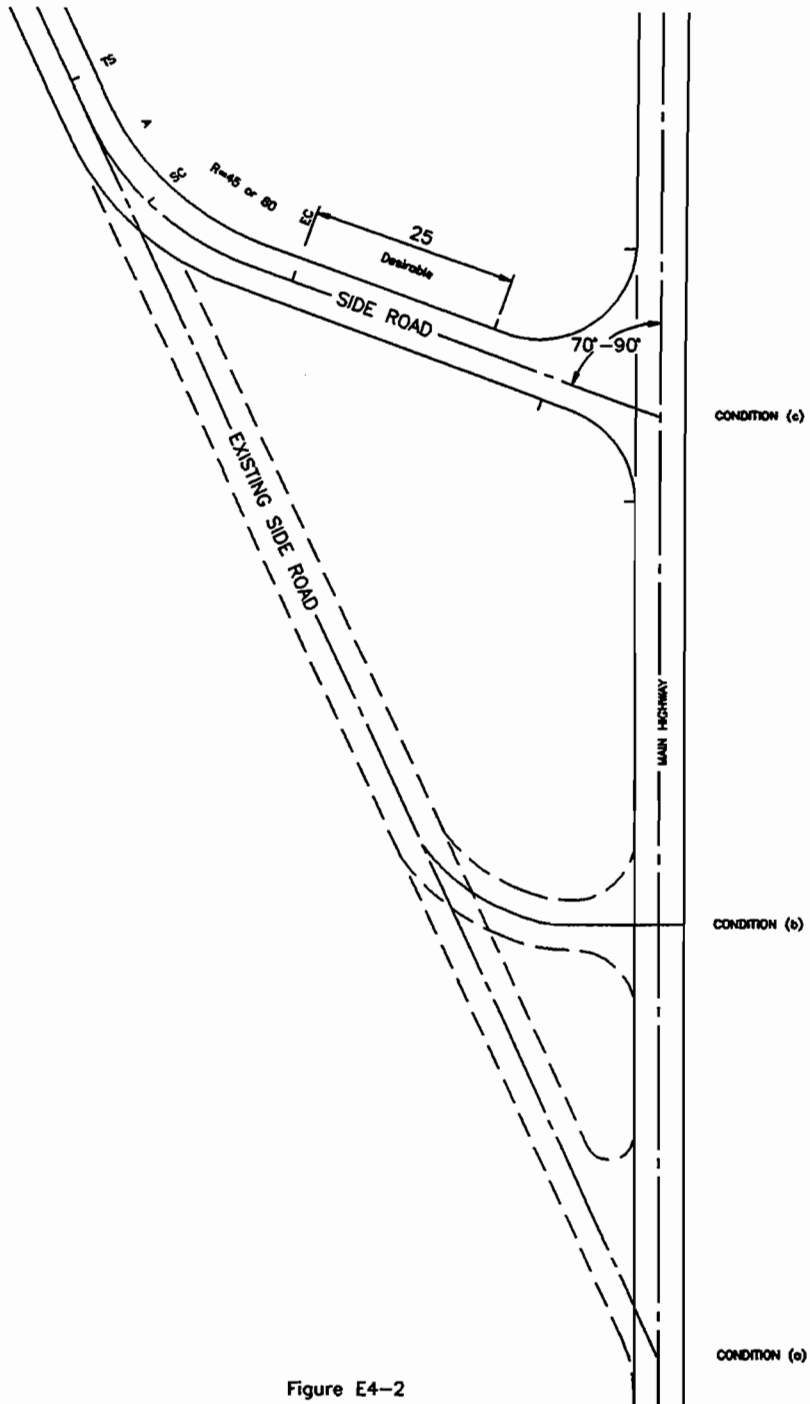 TS
A
SC
R=45 or 80
EC
25
Desirable
SIDE ROAD
70°-90°
CONDITION (c)
EXISTING SIDE ROAD
MAIN HIGHWAY
CONDITION (b)
CONDITION (a)
Figure E4-2